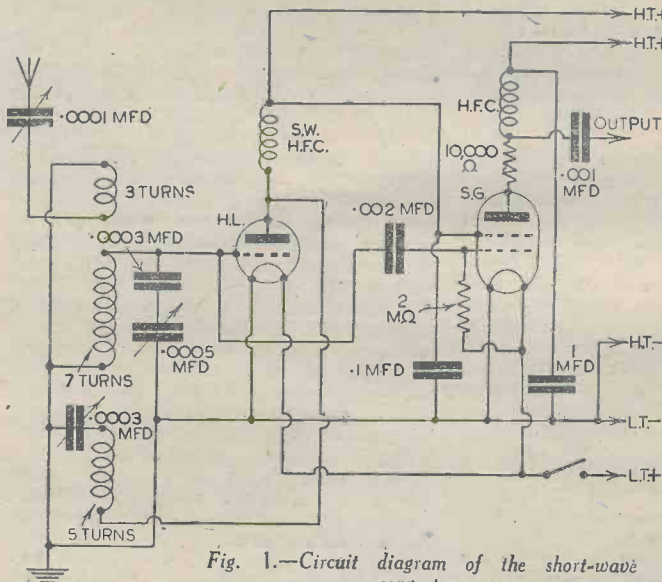 H.T.+
H.T.+
·0001 MFD
S.W.
H.F.C.
H.F.C.
OUTPUT
10,000
Ω
·001
MFD
3 TURNS
S.G
H.L.
·002 MFD
·0003 MFD
2
MΩ
·0005
MFD
7 TURNS
H.T.-
·1 MFD
1
MFD
·0003
MFD
L.T.-
L.T.+
5 TURNS
Fig. 1.—Circuit diagram of the short-wave